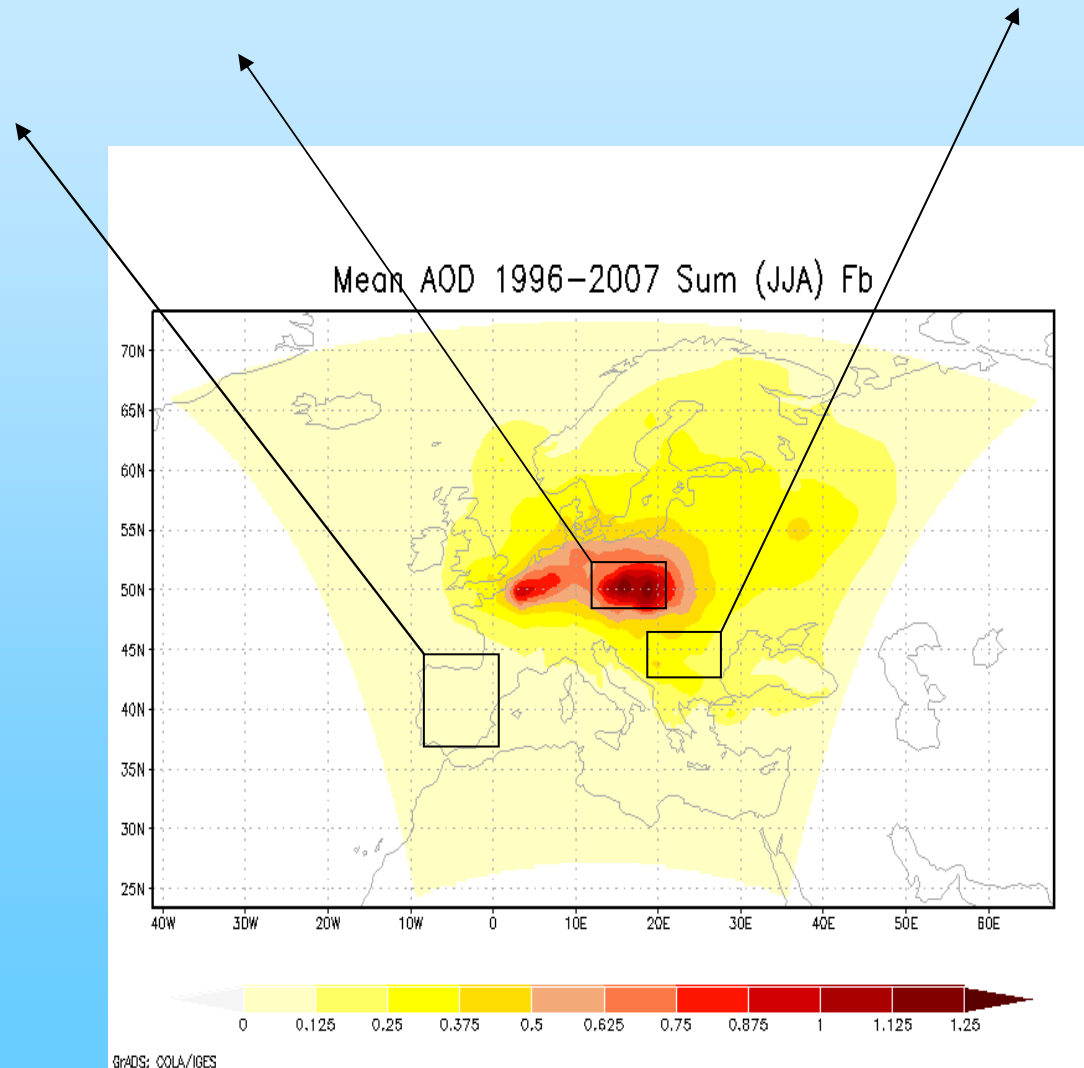 Mean AOD 1996-2007 Sum (JJA) Fb
70N
65N
60N
55N
50N
45N
40N
35N
30N
25N
40W 30W 20W 10W 0 10E 20E 30E 40E 50E 60E
0 0.125 0.25 0.375 0.5 0.625 0.75 0.875 1 1.125 1.25
GrADS: COLA/IGES